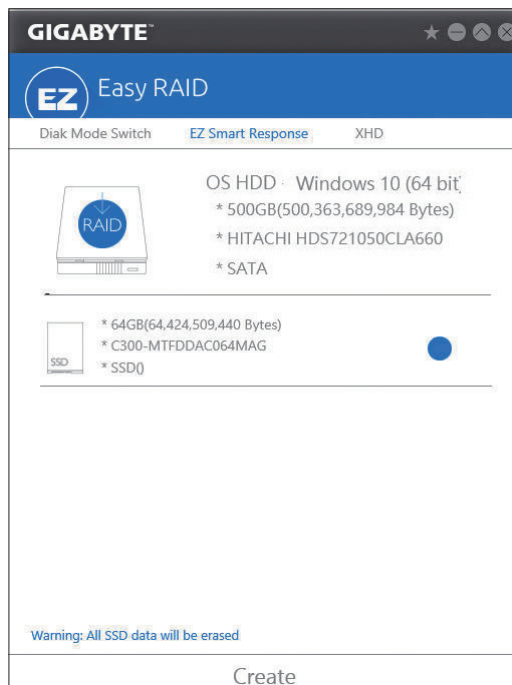 GIGABYTE™
EZ Easy RAID
Diak Mode Switch EZ Smart Response XHD
OS HDD · Windows 10 (64 bit)
RAID
* 500GB(500,363,689,984 Bytes)
* HITACHI HDS721050CLA660
* SATA
* 64GB(64,424,509,440 Bytes)
* C300-MTFDDAC064MAG
SSD
* SSD()
Warning: All SSD data will be erased
Create